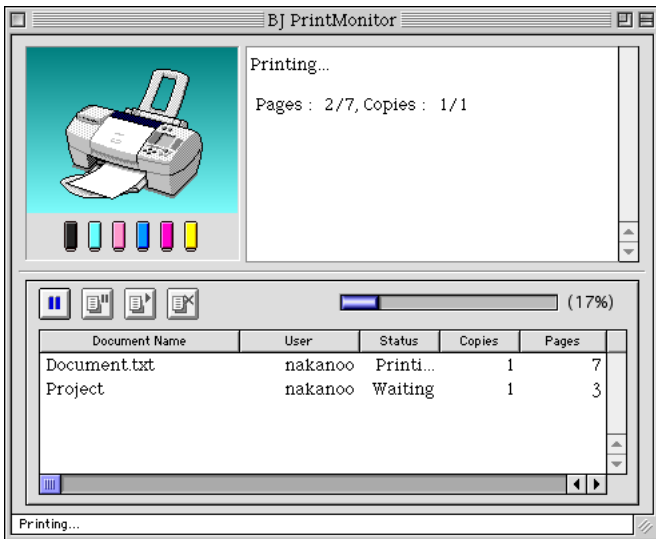 BJ PrintMonitor
Printing...
Pages : 2/7, Copies : 1/1
(17%)
Document Name User Status Copies Pages
Document.txt nakanoo Printi... 1 7
Project nakanoo Waiting 1 3
Printing...